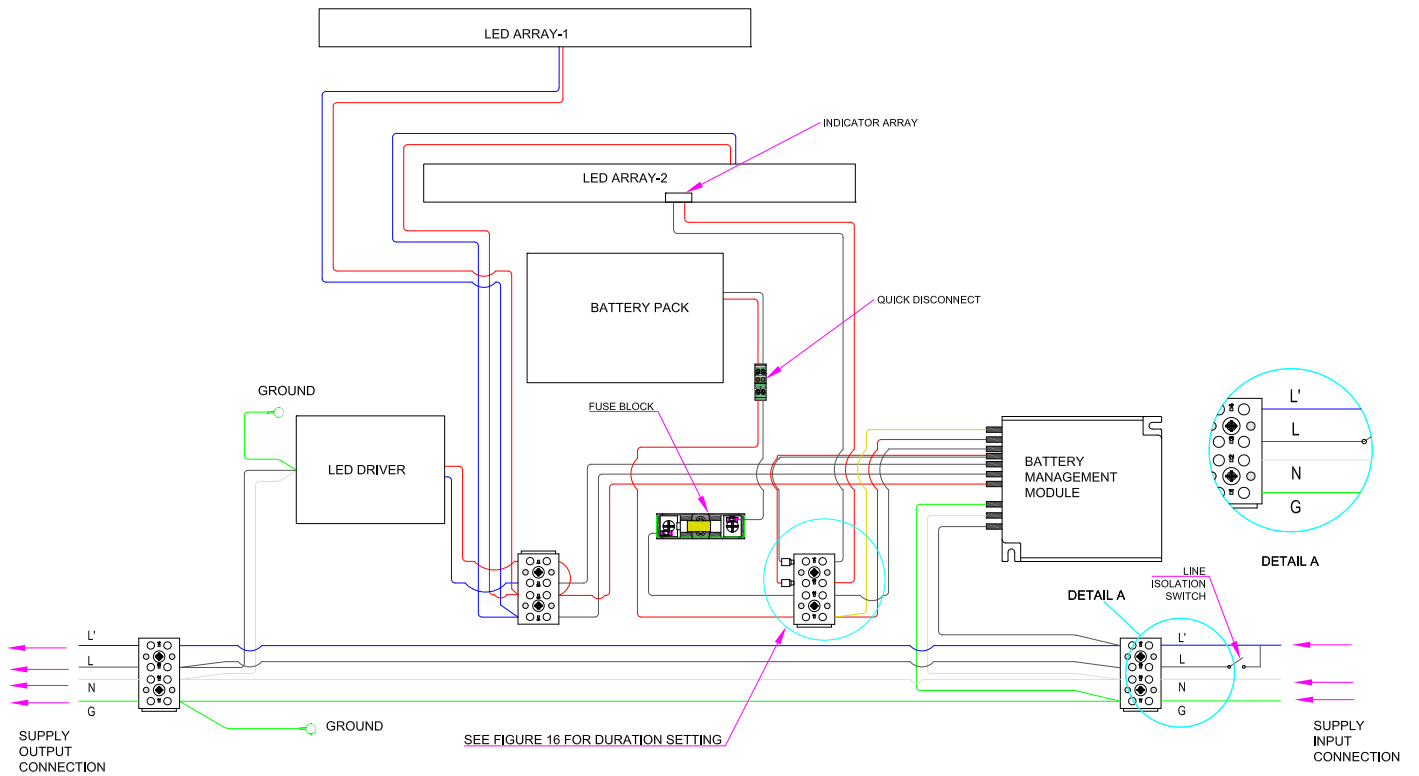 LED ARRAY-1
INDICATOR ARRAY
LED ARRAY-2
BATTERY PACK
QUICK DISCONNECT
GROUND
FUSE BLOCK
LED DRIVER
BATTERY
MANAGEMENT
MODULE
L'
L
N
G
DETAIL A
LINE
ISOLATION
SWITCH
DETAIL A
L'
L
N
G
L'
L
N
G
GROUND
SEE FIGURE 16 FOR DURATION SETTING
SUPPLY
OUTPUT
CONNECTION
SUPPLY
INPUT
CONNECTION